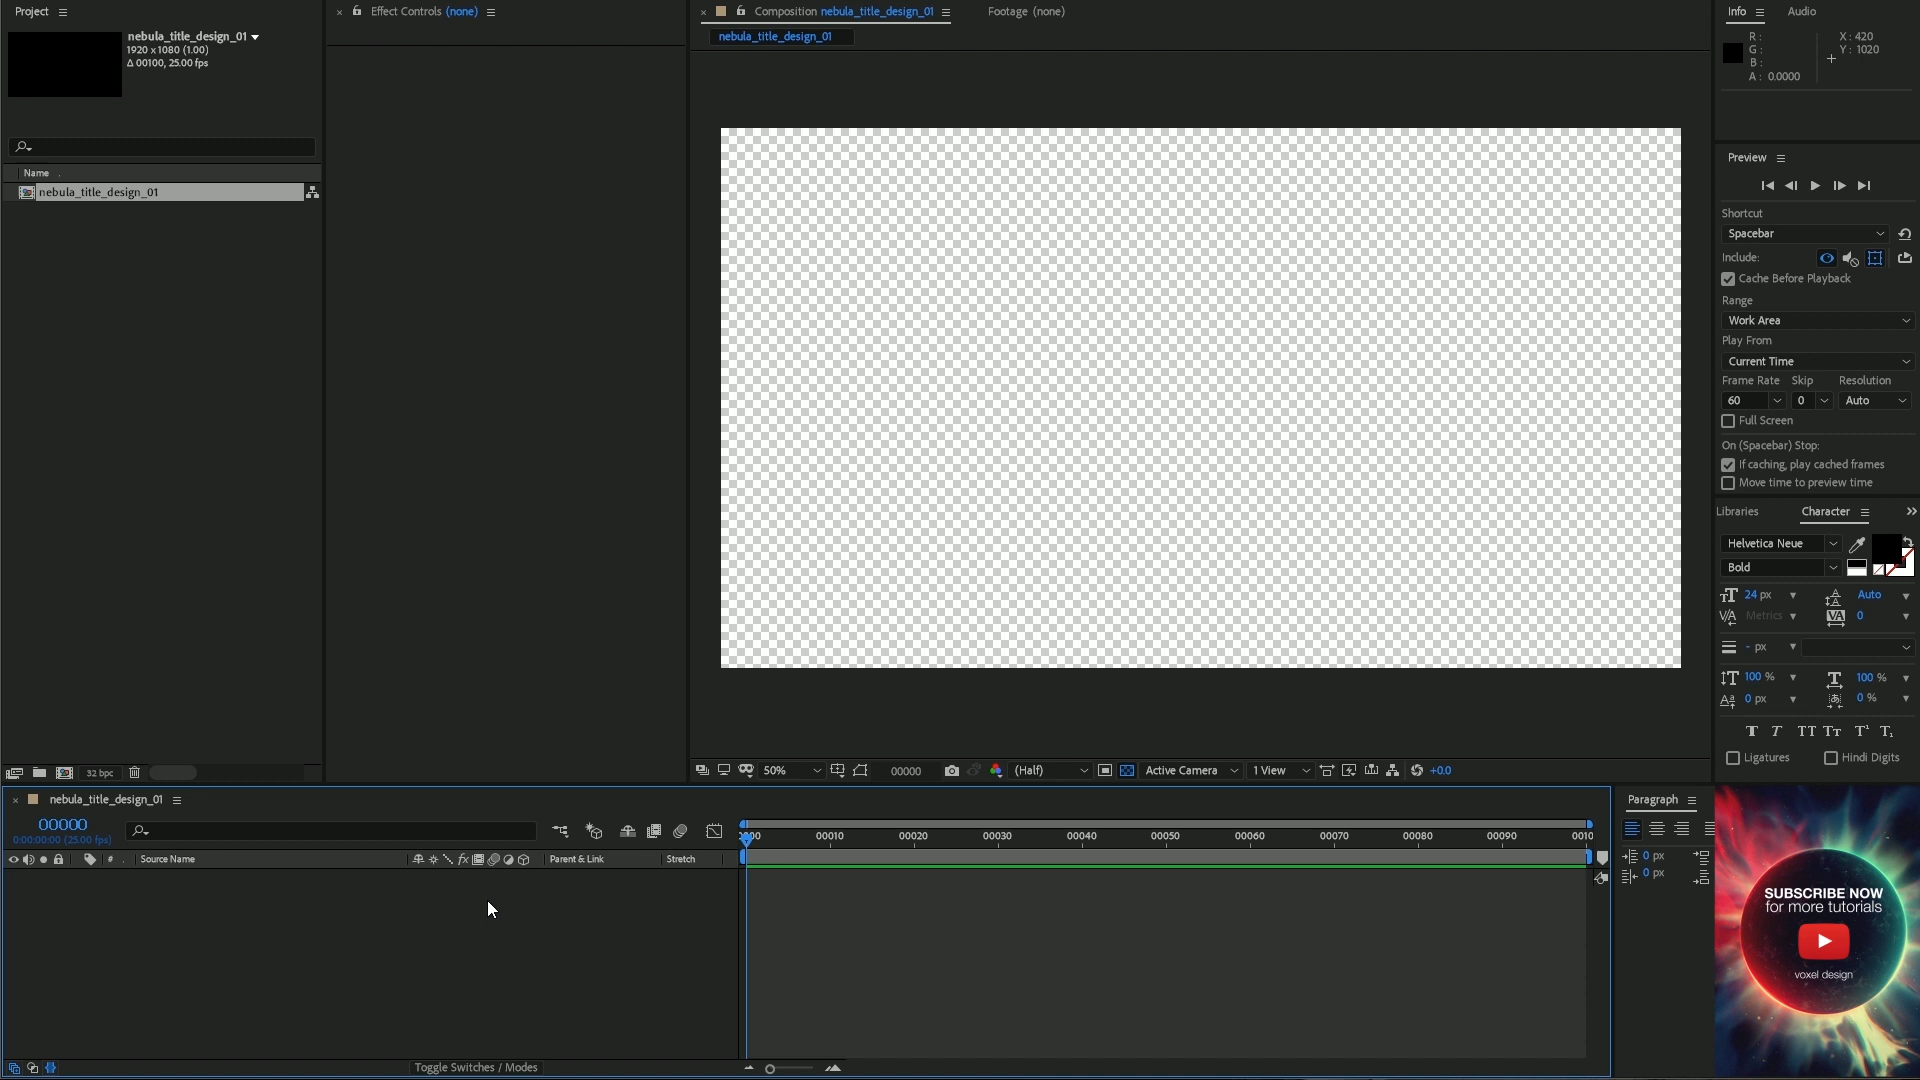 Project
nebula_title_design_01
1920 x 1080 (1.00)
Δ 00100, 25.00 fps
Name
nebula_title_design_01
32 bpc
Effect Controls (none)
Composition nebula_title_design_01
Footage (none)
nebula_title_design_01
50%
00000
(Half)
Active Camera
1 View
+0.0
Info
Audio
R :
G :
B :
A : 0.0000
X : 420
Y : 1020
Preview
Shortcut
Spacebar
Include:
Cache Before Playback
Range
Work Area
Play From
Current Time
Frame Rate Skip Resolution
60 0 Auto
Full Screen
On (Spacebar) Stop:
If caching, play cached frames
Move time to preview time
Libraries
Character
Helvetica Neue
Bold
24 px
Auto
Metrics
0
- px
100 %
100 %
0 px
0 %
Ligatures
Hindi Digits
nebula_title_design_01
00000
0:00:00:00 (25.00 fps)
# Source Name
Parent & Link
Stretch
00010 00020 00030 00040 00050 00060 00070 00080 00090 0010
Toggle Switches / Modes
Paragraph
0 px
0 px
SUBSCRIBE NOW
for more tutorials
voxel design